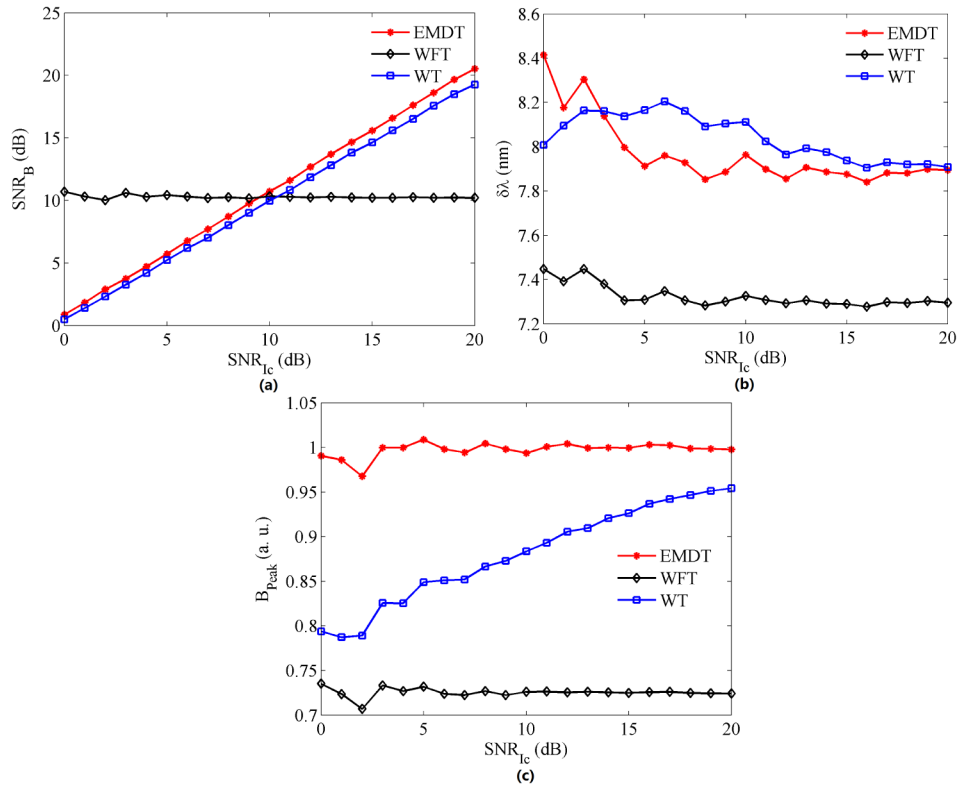 25
20
15
10
5
0
SNR_B (dB)
EMDT
WFT
WT
0 5 10 15 20
SNR_Ic (dB)
(a)
8.6
8.4
8.2
8.0
7.8
7.6
7.4
7.2
δλ (nm)
EMDT
WFT
WT
0 5 10 15 20
SNR_Ic (dB)
(b)
1.05
1
0.95
0.9
0.85
0.8
0.75
0.7
B_Peak (a. u.)
EMDT
WFT
WT
0 5 10 15 20
SNR_Ic (dB)
(c)